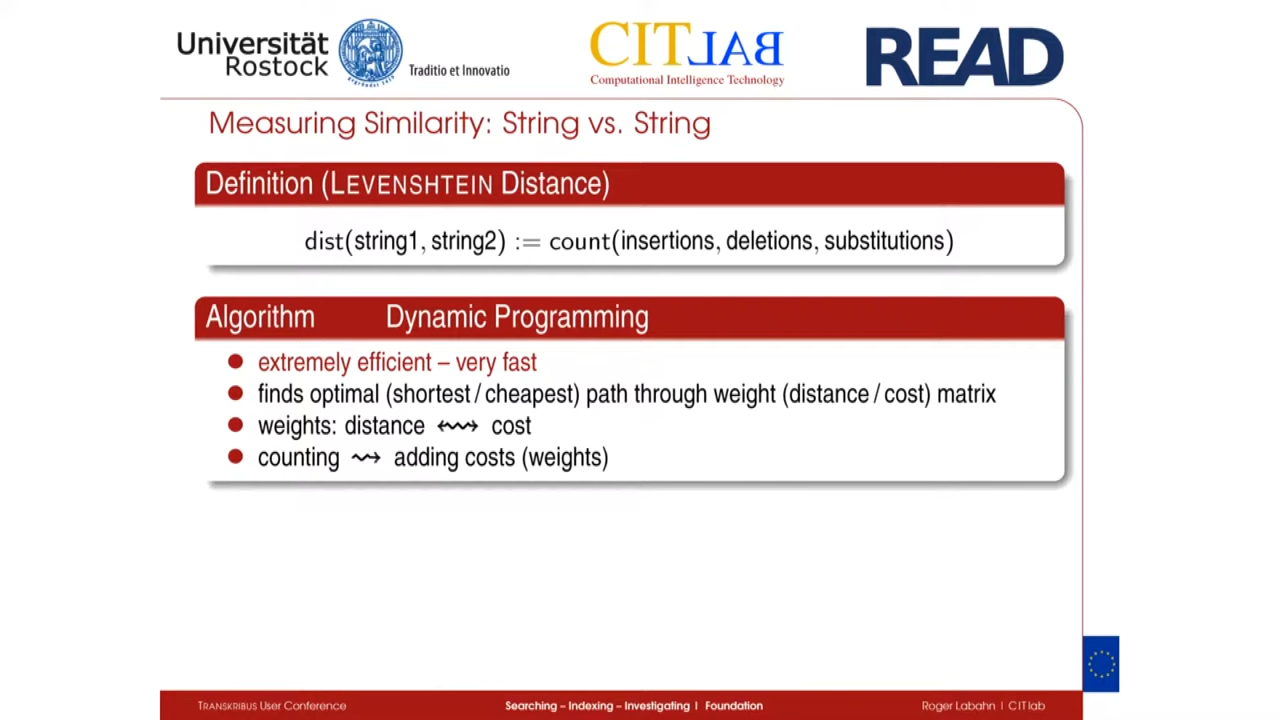 Universität
Rostock
Traditio et Innovatio
CITLAB
Computational Intelligence Technology
READ
Measuring Similarity: String vs. String
Definition (LEVENSHTEIN Distance)
dist(string1, string2) := count(insertions, deletions, substitutions)
Algorithm Dynamic Programming
● extremely efficient – very fast
● finds optimal (shortest / cheapest) path through weight (distance / cost) matrix
● weights: distance ↭ cost
● counting ⇝ adding costs (weights)
TRANSKRIBUS User Conference
Searching – Indexing – Investigating | Foundation
Roger Labahn | CITlab